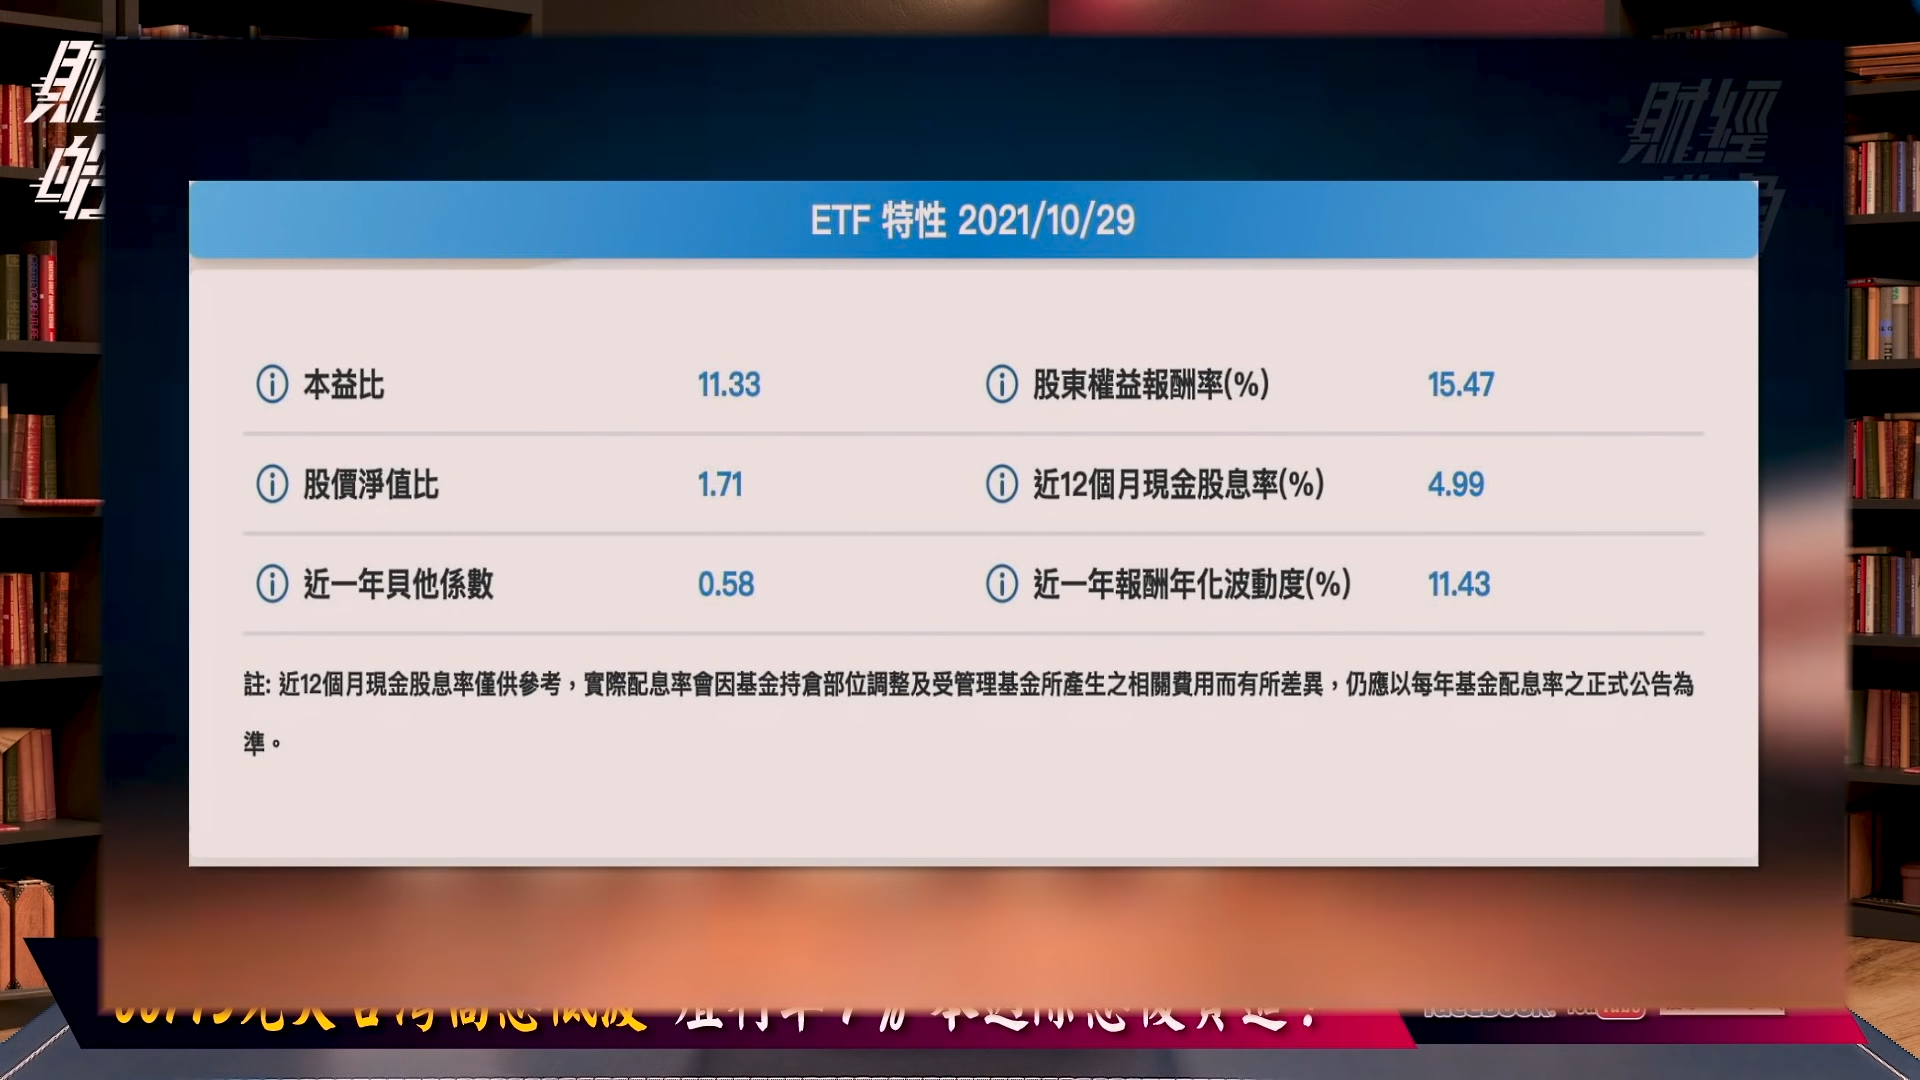 財經
ETF 特性 2021/10/29
本益比 11.33 股東權益報酬率(%) 15.47
股價淨值比 1.71 近12個月現金股息率(%) 4.99
近一年貝他係數 0.58 近一年報酬年化波動度(%) 11.43
註: 近12個月現金股息率僅供參考，實際配息率會因基金持倉部位調整及受管理基金所產生之相關費用而有所差異，仍應以每年基金配息率之正式公告為
準。